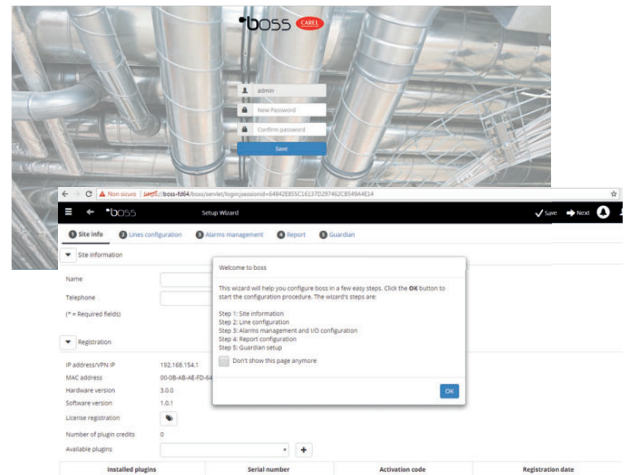 boss CAREL
admin
New Password
Confirm password
Save
Non sicuro https://boss-fd64/boss/servlet/login;jsessionid=64842E855C16137D297462C8549A4E14
boss Setup Wizard Save Next
1 Site info 2 Lines configuration 3 Alarms management 4 Report 5 Guardian
Site information
Name
Telephone
(* = Required fields)
Welcome to boss
This wizard will help you configure boss in a few easy steps. Click the OK button to
start the configuration procedure. The wizard's steps are:
Step 1: Site information
Step 2: Line configuration
Step 3: Alarms management and I/O configuration
Step 4: Report configuration
Step 5: Guardian setup
Don't show this page anymore
OK
Registration
IP address/VPN IP 192.168.154.1
MAC address 00-0B-AB-AE-FD-64
Hardware version 3.0.0
Software version 1.0.1
License registration
Number of plugin credits 0
Available plugins
Installed plugins Serial number Activation code Registration date